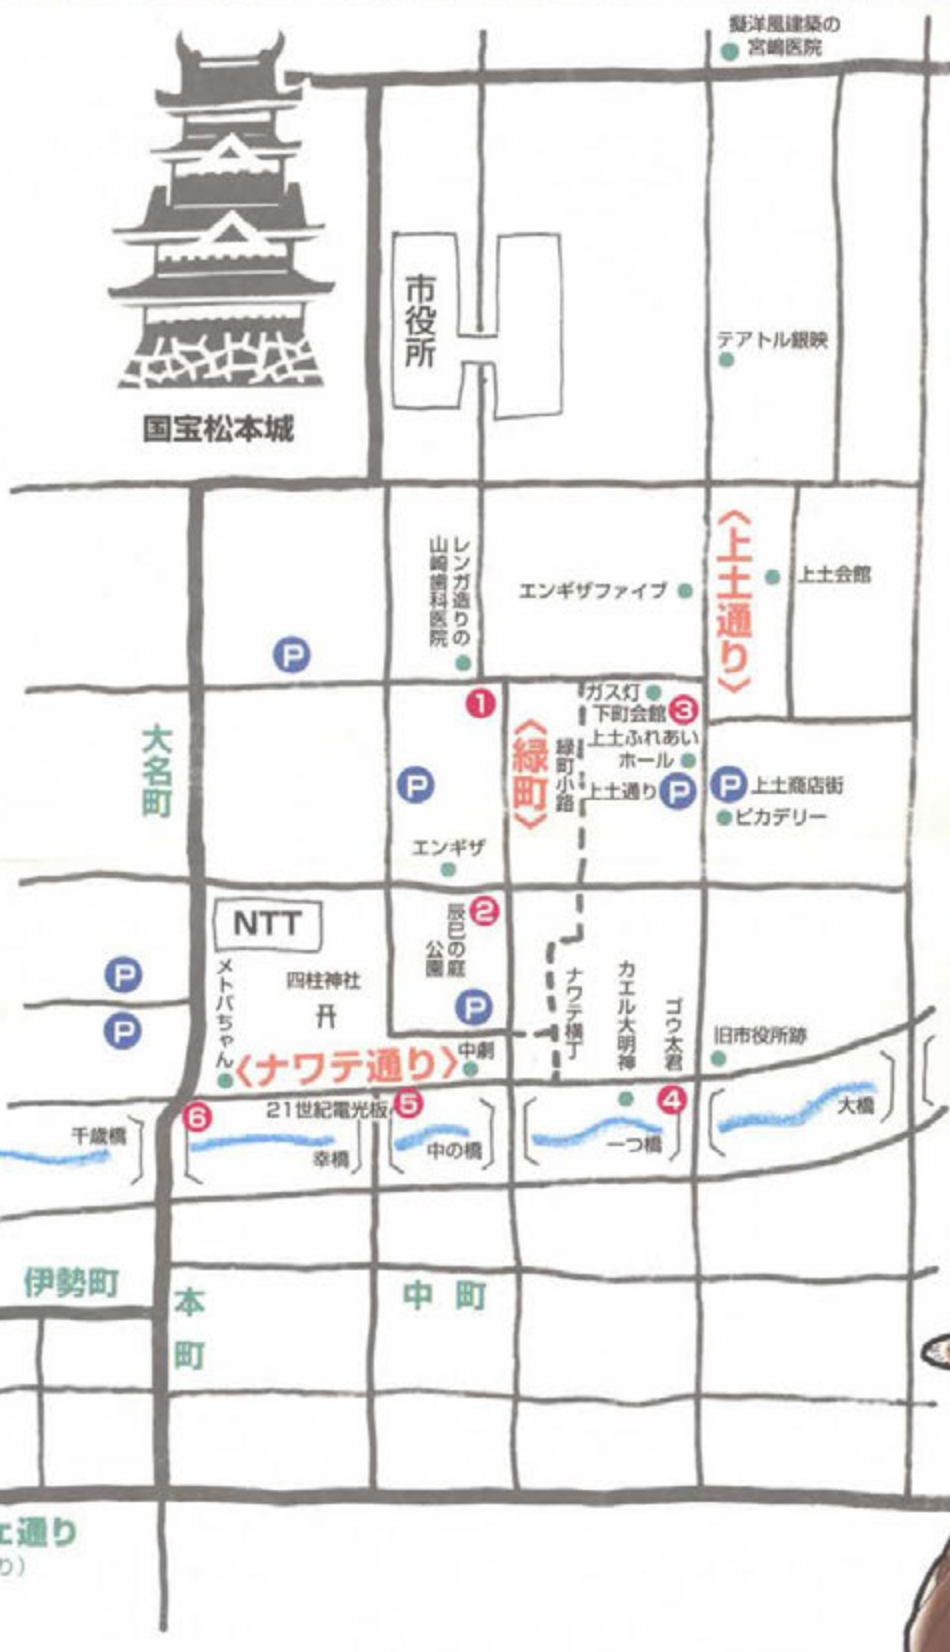 擬洋風建築の
宮嶋医院
市役所
テアトル銀映
国宝松本城
〈上土通り〉
レンガ造りの
山崎歯科医院
エンギザファイブ
上土会館
P
ガス灯
1
下町会館 3
大名町
〈緑町〉
緑町小路
上土ふれあい
ホール
P
上土通り P
P 上土商店街
ピカデリー
エンギザ
NTT
2
辰巳の庭
公園
P
メトバちゃん
四柱神社
P
ナワテ横丁
カエル大明神
ゴウ太君
P
旧市役所跡
中劇
〈ナワテ通り〉
6
21世紀電光板
5
4
大橋
千歳橋
幸橋
中の橋
一つ橋
伊勢町
本町
中町
通り
り）